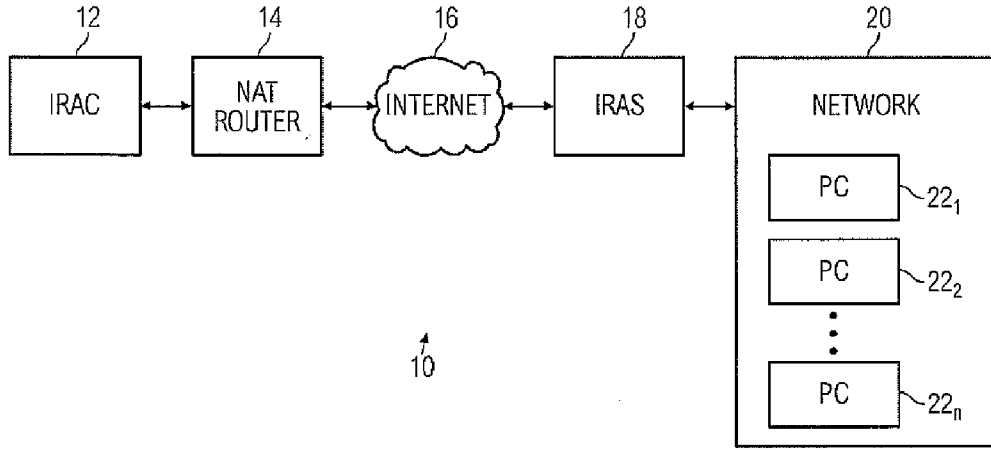 12
14
16
18
20
IRAC
NAT
ROUTER
INTERNET
IRAS
NETWORK
PC
22₁
PC
22₂
10
PC
22ₙ